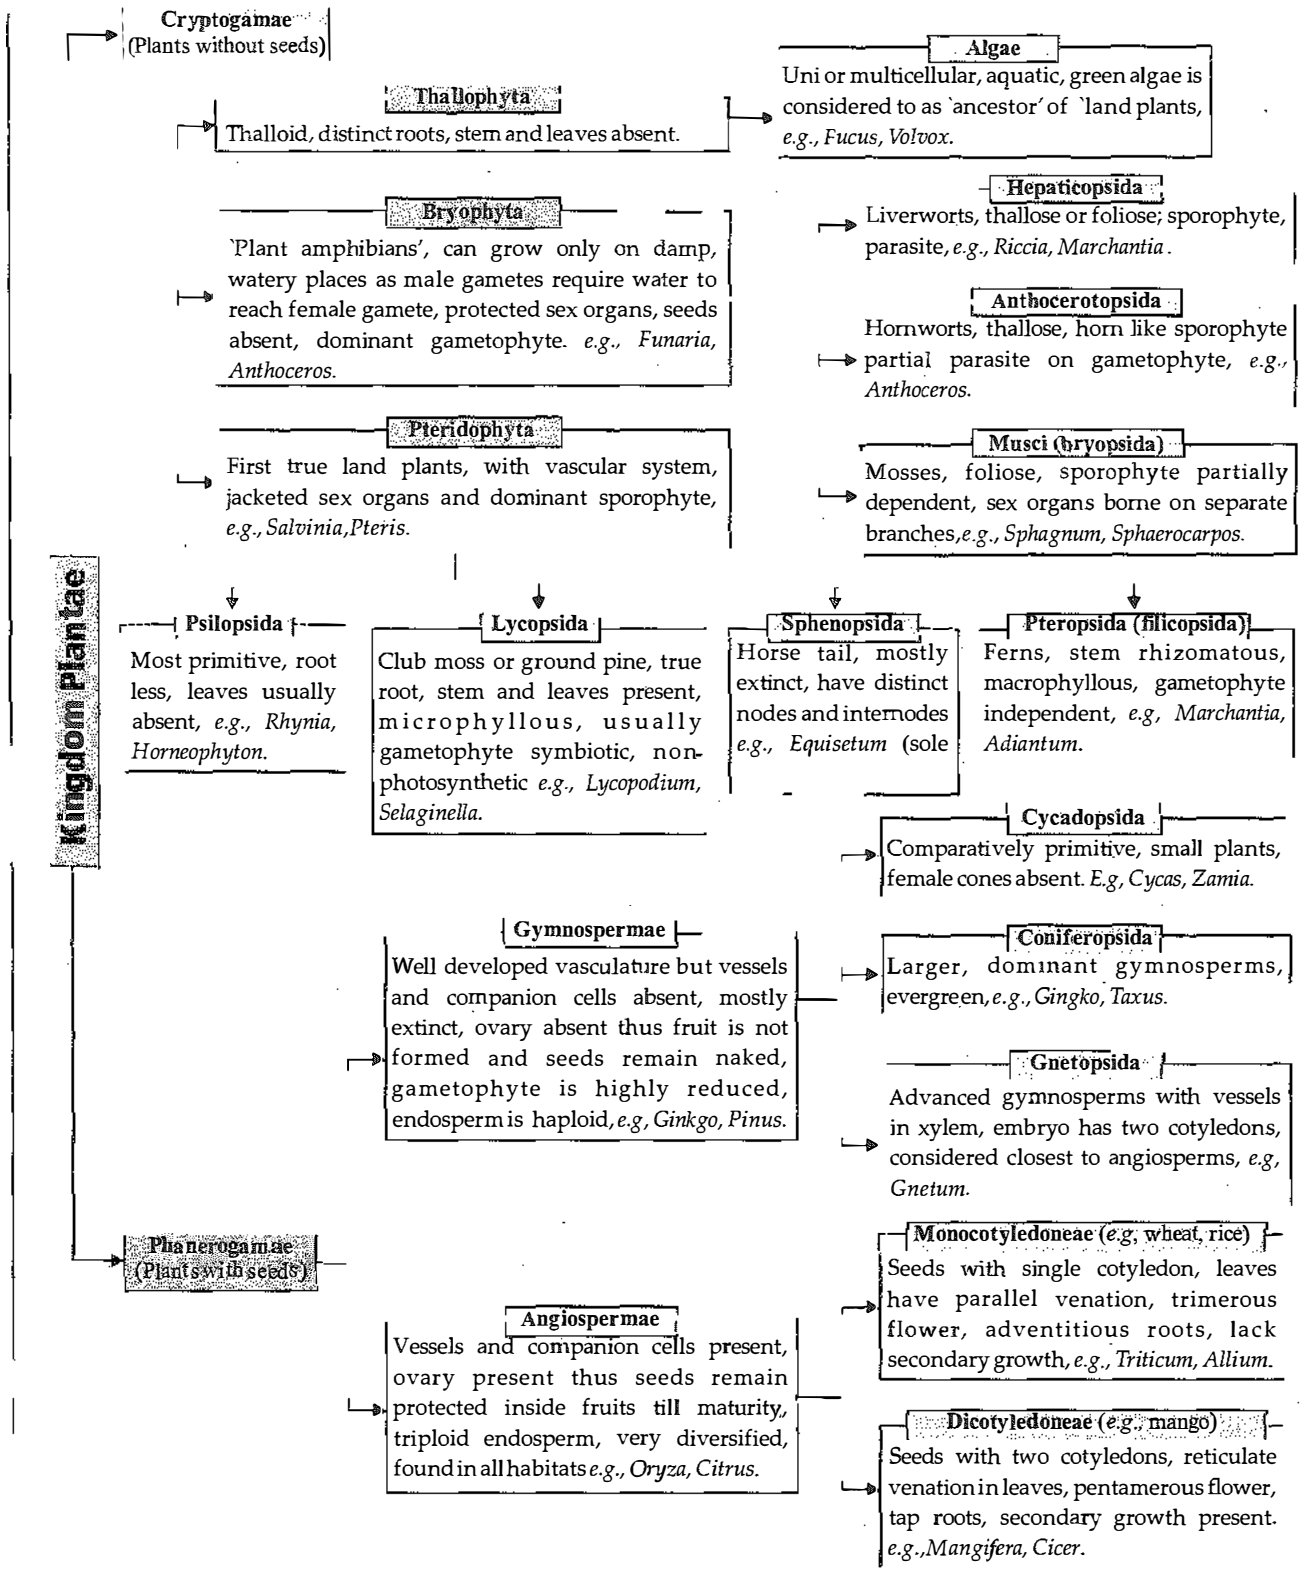 Cryptogamae
(Plants without seeds)
Thallophyta
Thalloid, distinct roots, stem and leaves absent.
Algae
Uni or multicellular, aquatic, green algae is
considered to as 'ancestor' of 'land plants,
e.g., Fucus, Volvox.
Bryophyta
'Plant amphibians', can grow only on damp,
watery places as male gametes require water to
reach female gamete, protected sex organs, seeds
absent, dominant gametophyte. e.g., Funaria,
Anthoceros.
Hepaticopsida
Liverworts, thallose or foliose; sporophyte,
parasite, e.g., Riccia, Marchantia .
Anthocerotopsida
Hornworts, thallose, horn like sporophyte
partial parasite on gametophyte, e.g.,
Anthoceros.
Musci (bryopsida)
Mosses, foliose, sporophyte partially
dependent, sex organs borne on separate
branches,e.g., Sphagnum, Sphaerocarpos.
Pteridophyta
First true land plants, with vascular system,
jacketed sex organs and dominant sporophyte,
e.g., Salvinia,Pteris.
Kingdom Plantae
Psilopsida
Most primitive, root
less, leaves usually
absent, e.g., Rhynia,
Horneophyton.
Lycopsida
Club moss or ground pine, true
root, stem and leaves present,
microphyllous, usually
gametophyte symbiotic, non-
photosynthetic e.g., Lycopodium,
Selaginella.
Sphenopsida
Horse tail, mostly
extinct, have distinct
nodes and internodes
e.g., Equisetum (sole
Pteropsida (filicopsida)
Ferns, stem rhizomatous,
macrophyllous, gametophyte
independent, e.g, Marchantia,
Adiantum.
Gymnospermae
Well developed vasculature but vessels
and companion cells absent, mostly
extinct, ovary absent thus fruit is not
formed and seeds remain naked,
gametophyte is highly reduced,
endosperm is haploid, e.g, Ginkgo, Pinus.
Cycadopsida
Comparatively primitive, small plants,
female cones absent. E.g, Cycas, Zamia.
Coniferopsida
Larger, dominant gymnosperms,
evergreen, e.g., Gingko, Taxus.
Gnetopsida
Advanced gymnosperms with vessels
in xylem, embryo has two cotyledons,
considered closest to angiosperms, e.g,
Gnetum.
Phanerogamae
(Plants with seeds)
Angiospermae
Vessels and companion cells present,
ovary present thus seeds remain
protected inside fruits till maturity,
triploid endosperm, very diversified,
found in all habitats e.g., Oryza, Citrus.
Monocotyledoneae (e.g, wheat, rice)
Seeds with single cotyledon, leaves
have parallel venation, trimerous
flower, adventitious roots, lack
secondary growth, e.g., Triticum, Allium.
Dicotyledoneae (e.g., mango)
Seeds with two cotyledons, reticulate
venation in leaves, pentamerous flower,
tap roots, secondary growth present.
e.g.,Mangifera, Cicer.